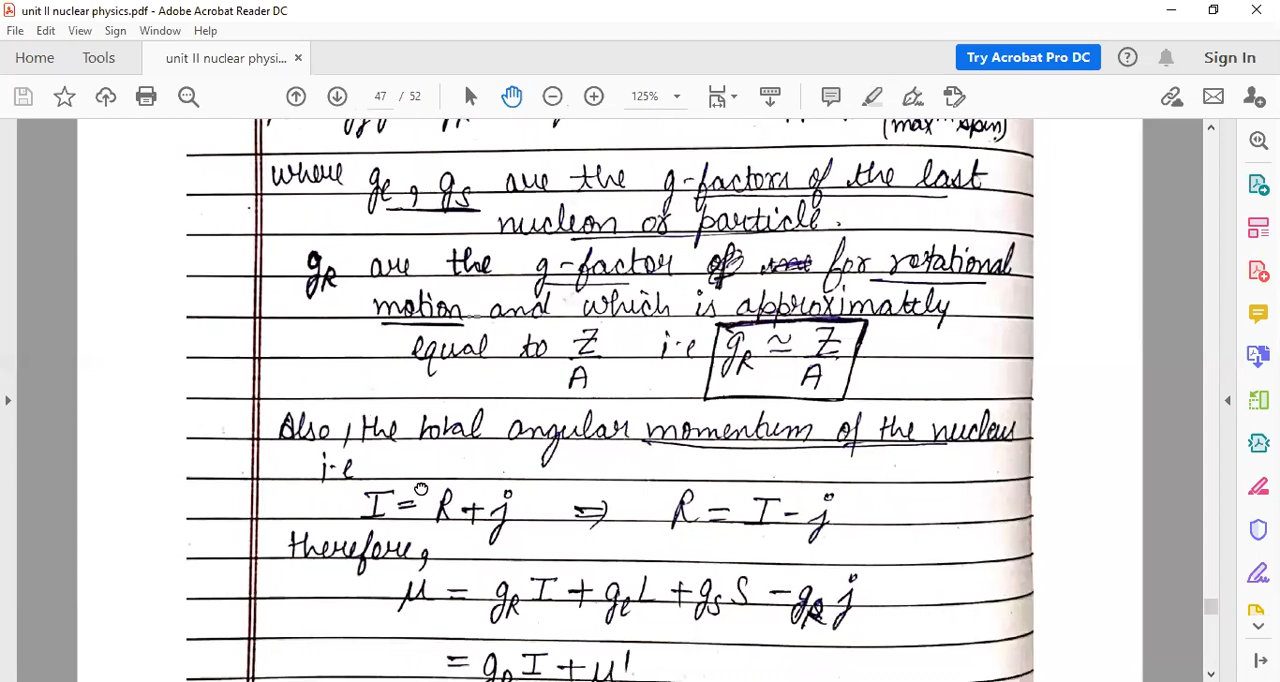 unit II nuclear physics.pdf - Adobe Acrobat Reader DC
File Edit View Sign Window Help
Home Tools unit II nuclear physi... × Try Acrobat Pro DC Sign In
47 / 52 125%
(max^m spin)
where gℓ, gs are the g-factors of the last
nucleon or particle.
gR are the g-factor of for rotational
motion and which is approximattly
equal to Z/A i.e gR ≃ Z/A
Also, the total angular momentum of the nucleus
i.e
I = R + j ⇒ R = I - j
therefore,
μ = gR I + gℓ L + gs S - gR j
= gR I + μ'